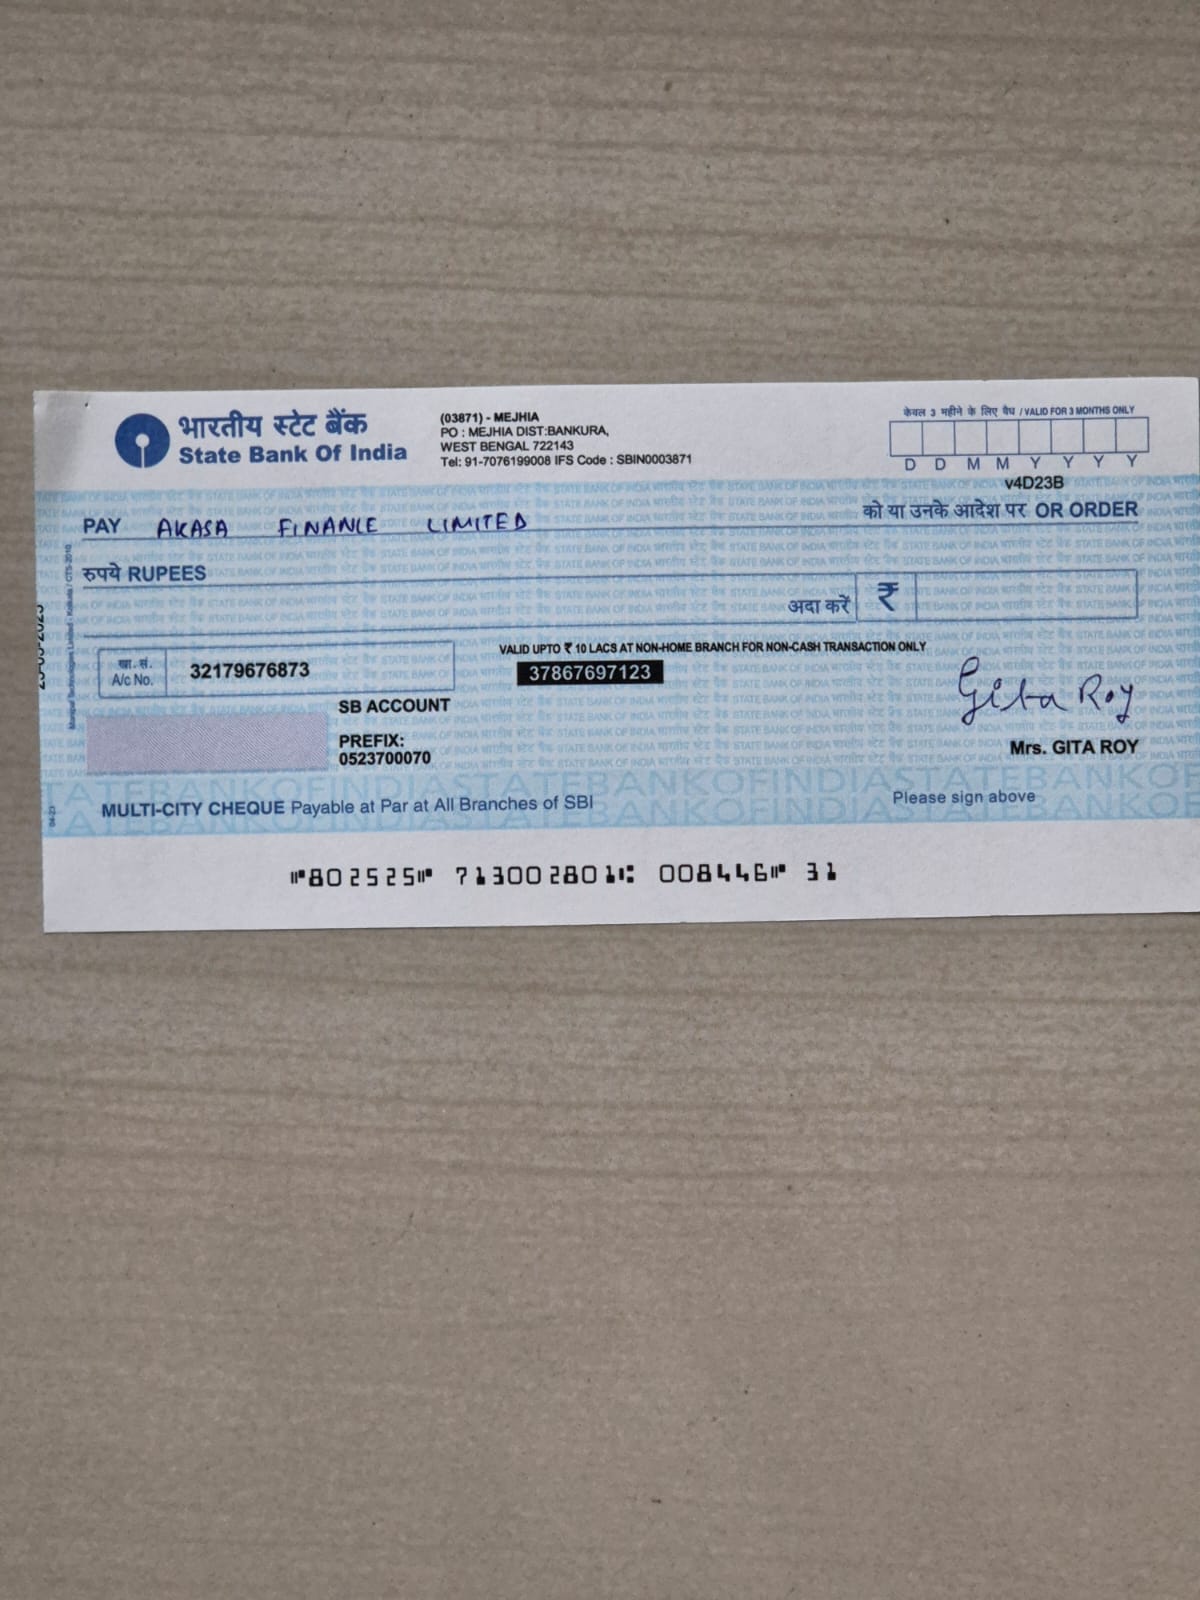 भारतीय स्टेट बैंक
State Bank Of India
(03871) - MEJHIA
PO : MEJHIA DIST:BANKURA,
WEST BENGAL 722143
Tel: 91-7076199008 IFS Code : SBIN0003871
केवल 3 महीने के लिए वैध / VALID FOR 3 MONTHS ONLY
D D M M Y Y Y Y
v4D23B
PAY AKASA FINANCE LIMITED को या उनके आदेश पर OR ORDER
रुपये RUPEES
अदा करें ₹
खा. सं.
A/c No. 32179676873
VALID UPTO ₹ 10 LACS AT NON-HOME BRANCH FOR NON-CASH TRANSACTION ONLY
37867697123
SB ACCOUNT
PREFIX:
0523700070
Gita Roy
Mrs. GITA ROY
MULTI-CITY CHEQUE Payable at Par at All Branches of SBI
Please sign above
⑈802525⑈ 713002801⑆ 008446⑈ 31
04-23